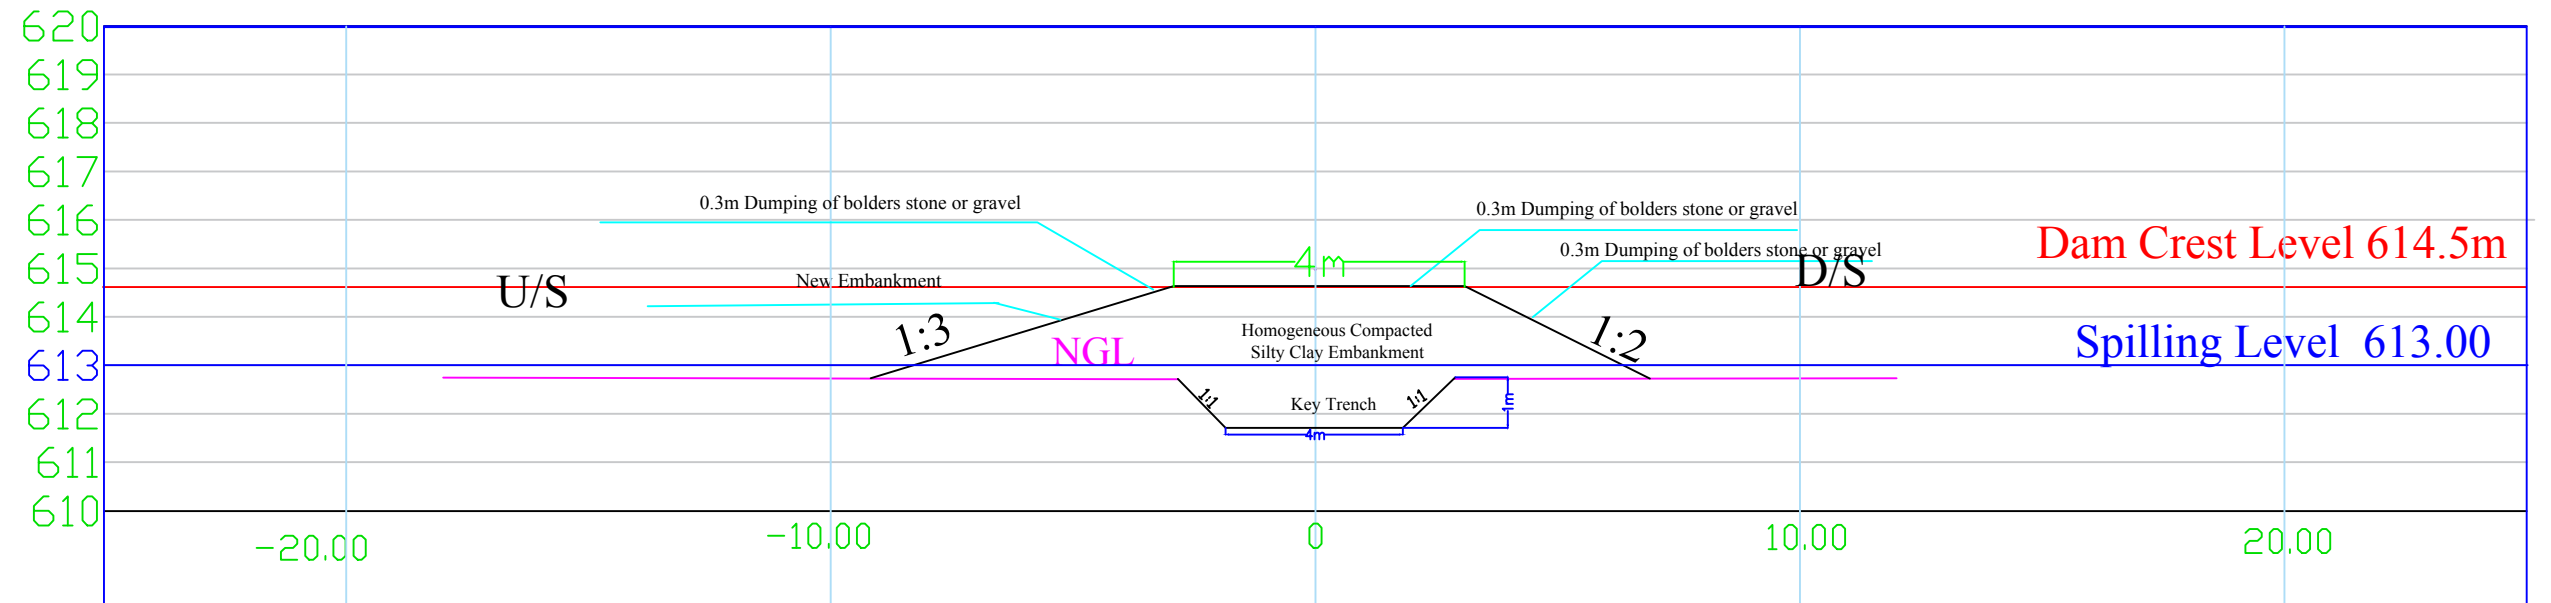 620
619
618
617
616
615
614
613
612
611
610
0.3m Dumping of bolders stone or gravel
0.3m Dumping of bolders stone or gravel
0.3m Dumping of bolders stone or gravel
Dam Crest Level 614.5m
4m
New Embankment
U/S
D/S
1:3
Homogeneous Compacted
Silty Clay Embankment
1:2
NGL
Spilling Level 613.00
1:1
Key Trench
1:1
1m
4m
-20.00
-10.00
0
10.00
20.00